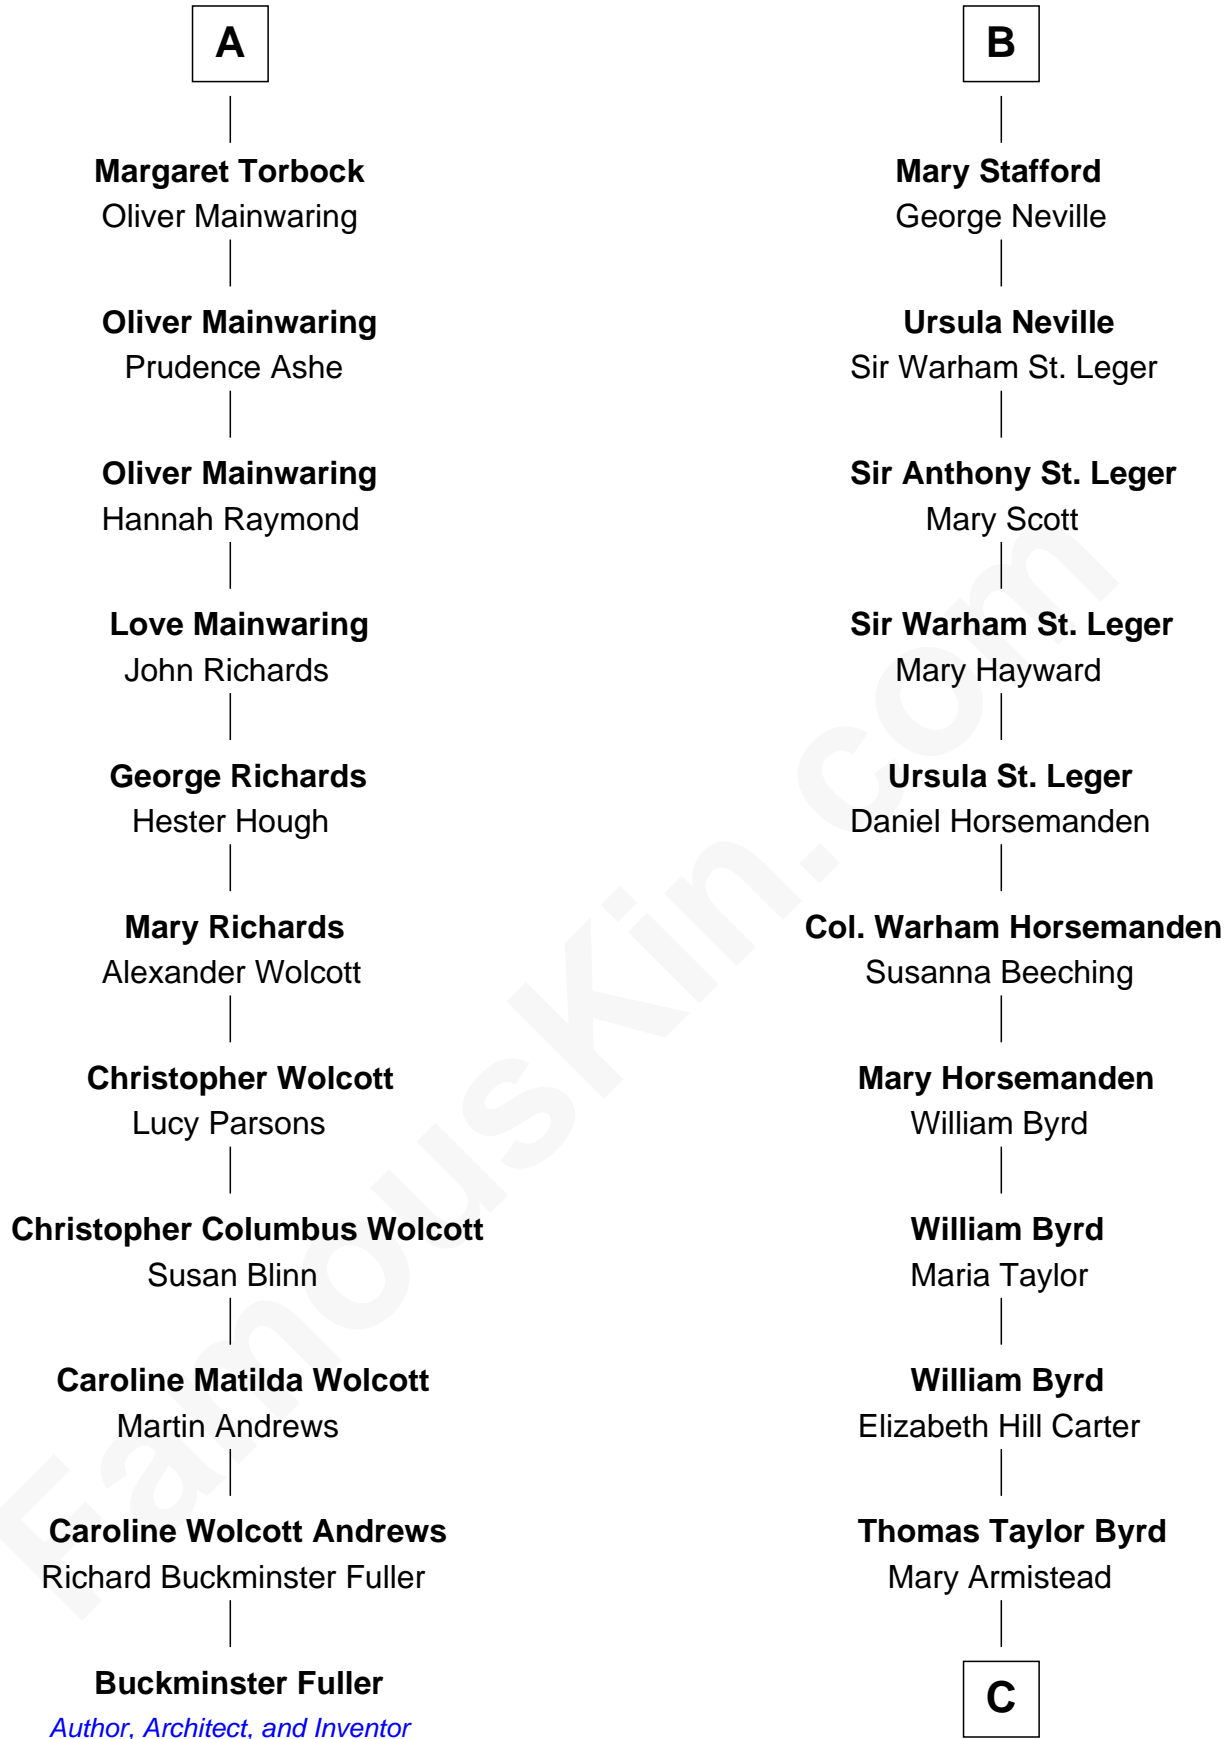 A
Margaret Torbock
Oliver Mainwaring
Oliver Mainwaring
Prudence Ashe
Oliver Mainwaring
Hannah Raymond
Love Mainwaring
John Richards
George Richards
Hester Hough
Mary Richards
Alexander Wolcott
Christopher Wolcott
Lucy Parsons
Christopher Columbus Wolcott
Susan Blinn
Caroline Matilda Wolcott
Martin Andrews
Caroline Wolcott Andrews
Richard Buckminster Fuller
Buckminster Fuller
Author, Architect, and Inventor
B
Mary Stafford
George Neville
Ursula Neville
Sir Warham St. Leger
Sir Anthony St. Leger
Mary Scott
Sir Warham St. Leger
Mary Hayward
Ursula St. Leger
Daniel Horsemanden
Col. Warham Horsemanden
Susanna Beeching
Mary Horsemanden
William Byrd
William Byrd
Maria Taylor
William Byrd
Elizabeth Hill Carter
Thomas Taylor Byrd
Mary Armistead
C
FamousKin.com